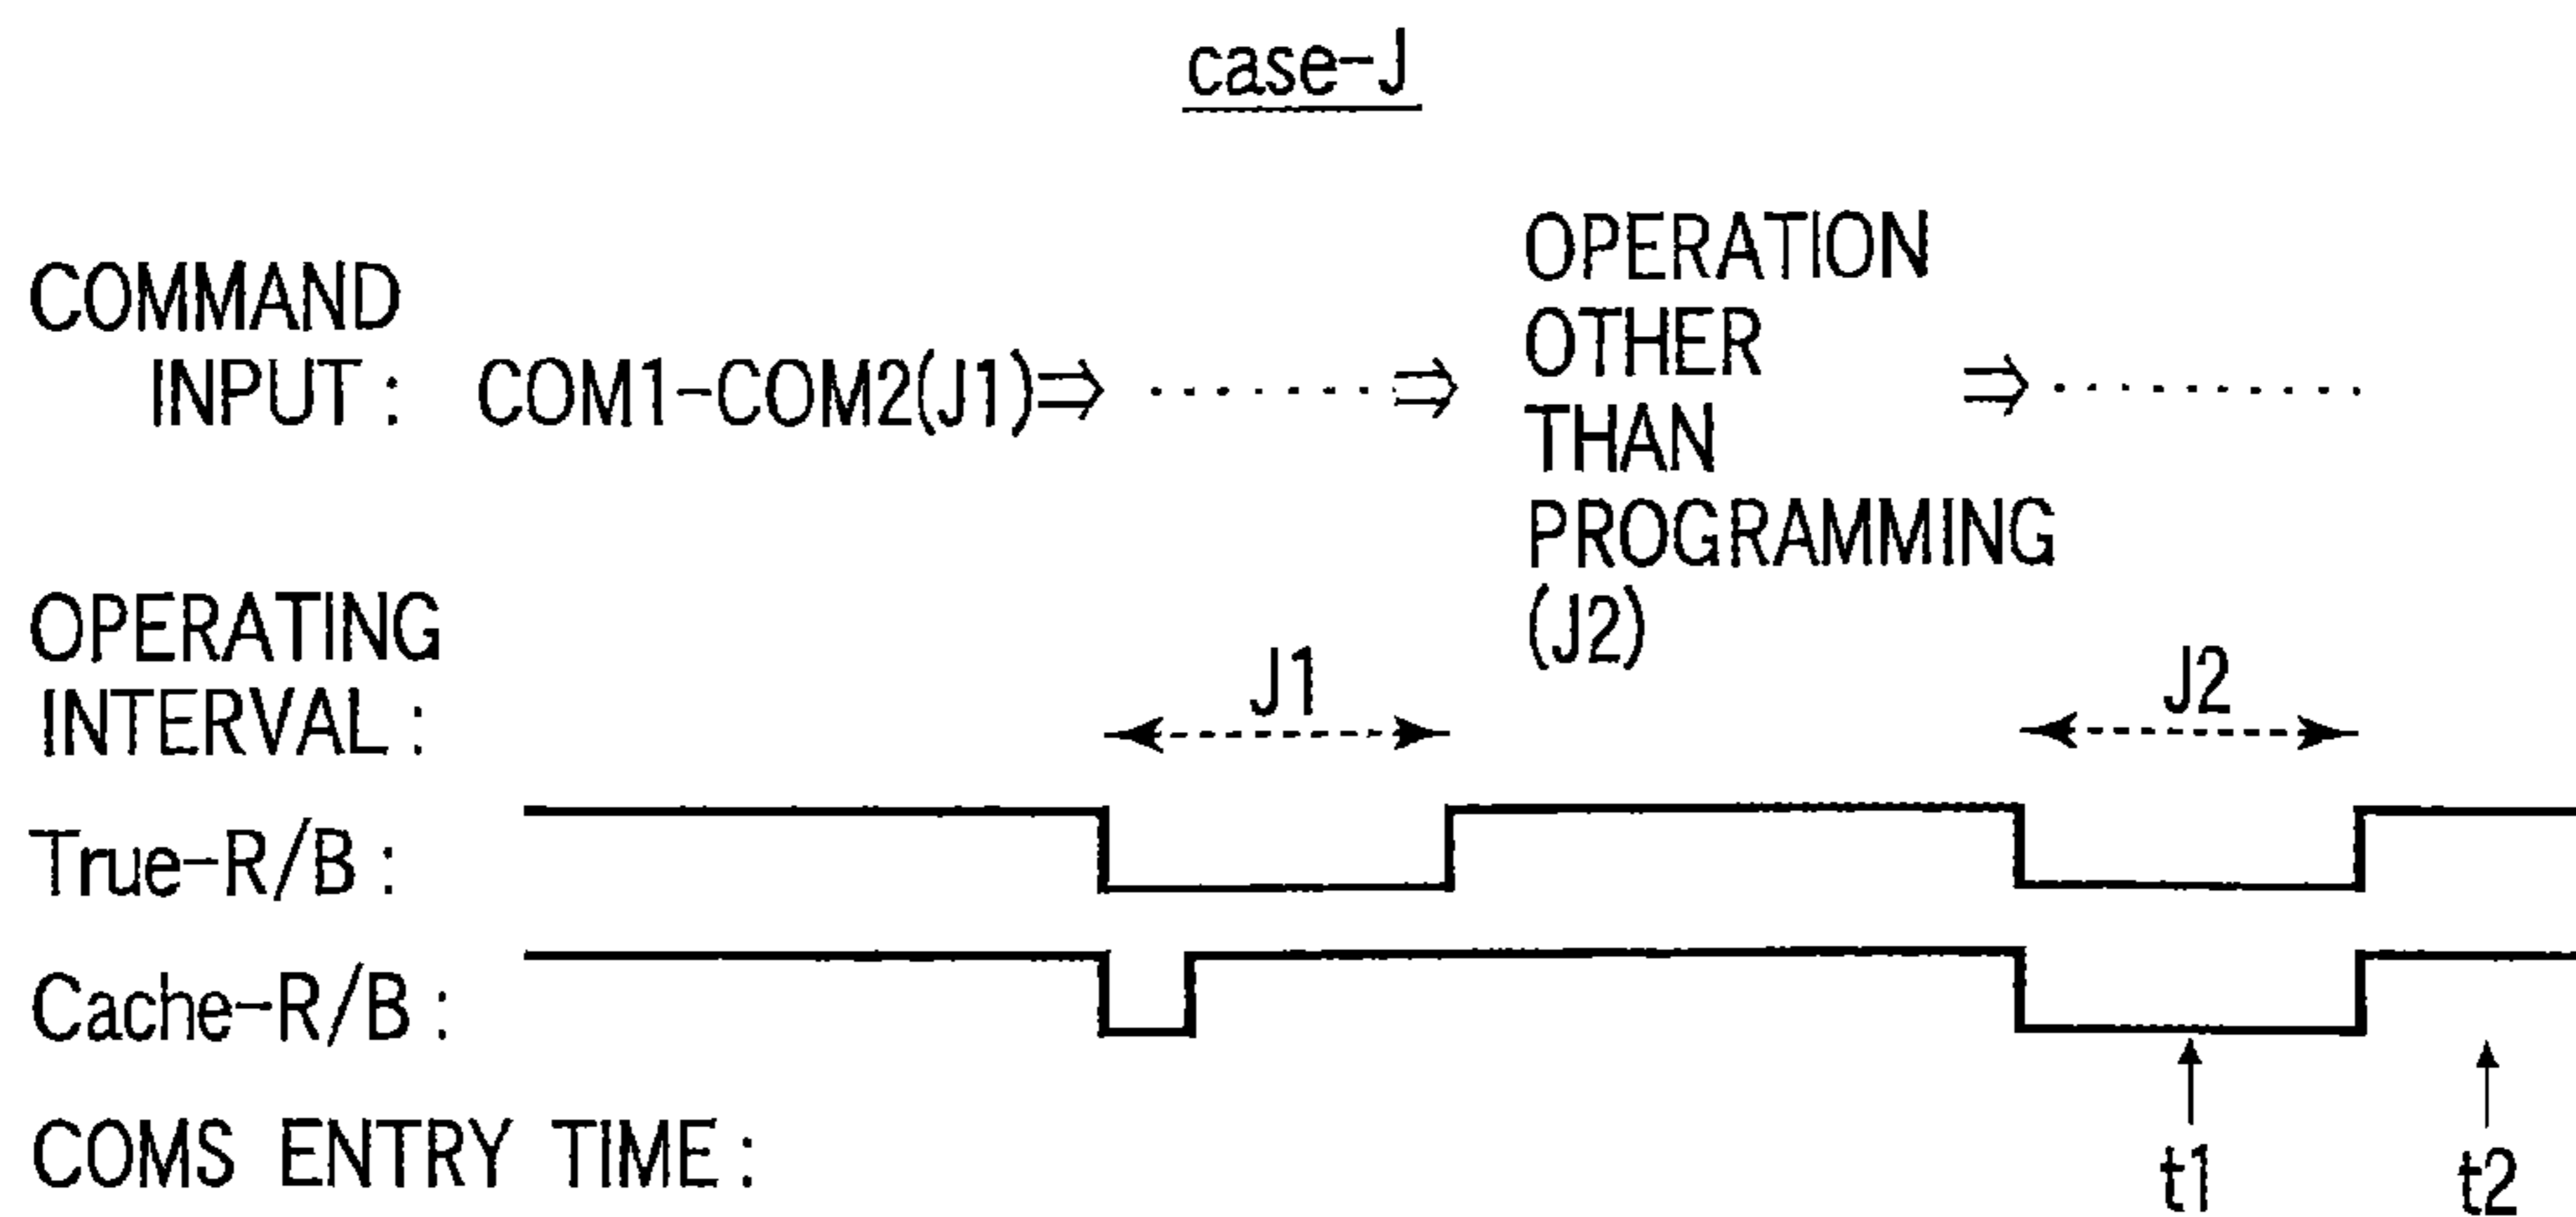 case-J
COMMAND
INPUT : COM1-COM2(J1)⇒ ········⇒
OPERATION
OTHER
THAN
PROGRAMMING
(J2)
⇒··········
OPERATING
INTERVAL :
J1
J2
True-R/B :
Cache-R/B :
COMS ENTRY TIME :
t1
t2